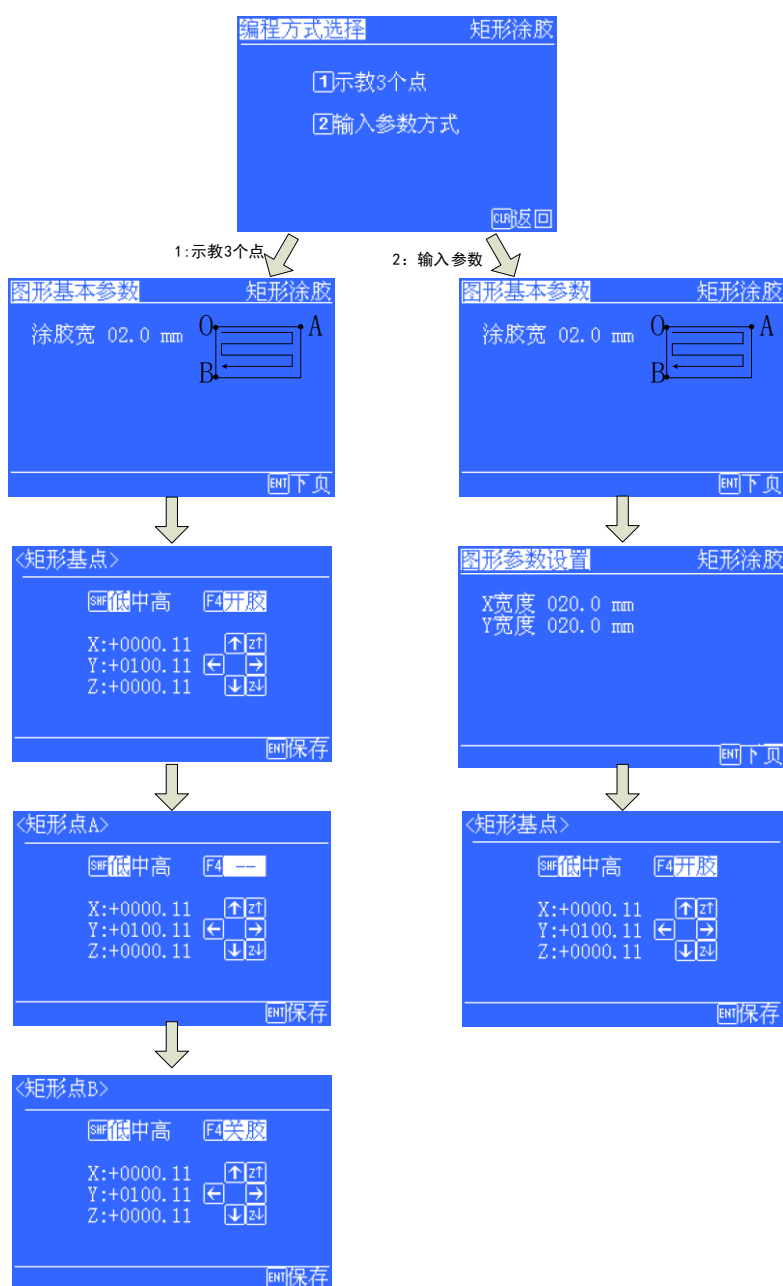 编程方式选择 矩形涂胶
1示教3个点
2输入参数方式
CLR返回
1:示教3个点
2: 输入参数
图形基本参数 矩形涂胶
涂胶宽 02.0 mm
O A
B
ENT下页
图形基本参数 矩形涂胶
涂胶宽 02.0 mm
O A
B
ENT下页
<矩形基点>
SHF低中高 F4开胶
X:+0000.11 ↑Z↑
Y:+0100.11 ← →
Z:+0000.11 ↓Z↓
ENT保存
图形参数设置 矩形涂胶
X宽度 020.0 mm
Y宽度 020.0 mm
ENT下页
<矩形点A>
SHF低中高 F4 --
X:+0000.11 ↑Z↑
Y:+0100.11 ← →
Z:+0000.11 ↓Z↓
ENT保存
<矩形基点>
SHF低中高 F4开胶
X:+0000.11 ↑Z↑
Y:+0100.11 ← →
Z:+0000.11 ↓Z↓
ENT保存
<矩形点B>
SHF低中高 F4关胶
X:+0000.11 ↑Z↑
Y:+0100.11 ← →
Z:+0000.11 ↓Z↓
ENT保存